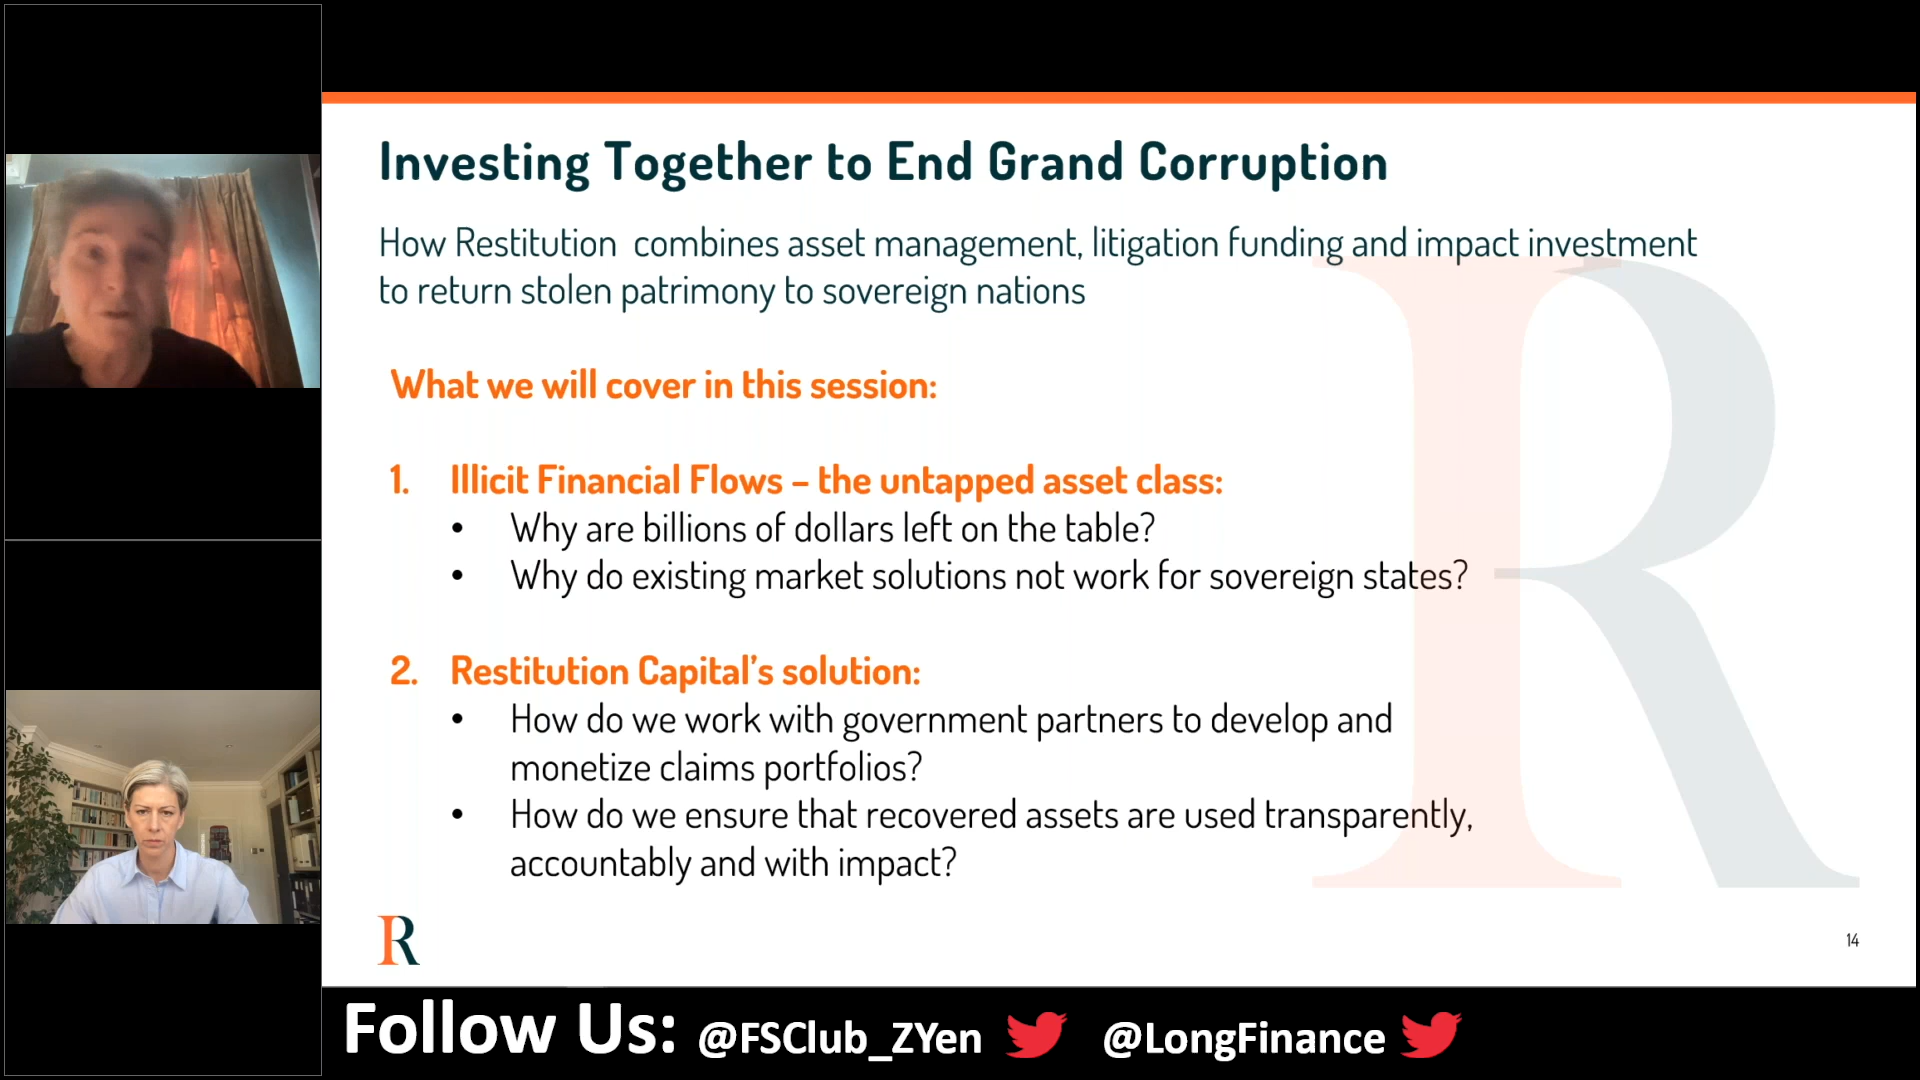 Investing Together to End Grand Corruption
How Restitution combines asset management, litigation funding and impact investment
to return stolen patrimony to sovereign nations
What we will cover in this session:
1. Illicit Financial Flows – the untapped asset class:
• Why are billions of dollars left on the table?
• Why do existing market solutions not work for sovereign states?
2. Restitution Capital’s solution:
• How do we work with government partners to develop and
monetize claims portfolios?
• How do we ensure that recovered assets are used transparently,
accountably and with impact?
R
14
Follow Us: @FSClub_ZYen @LongFinance